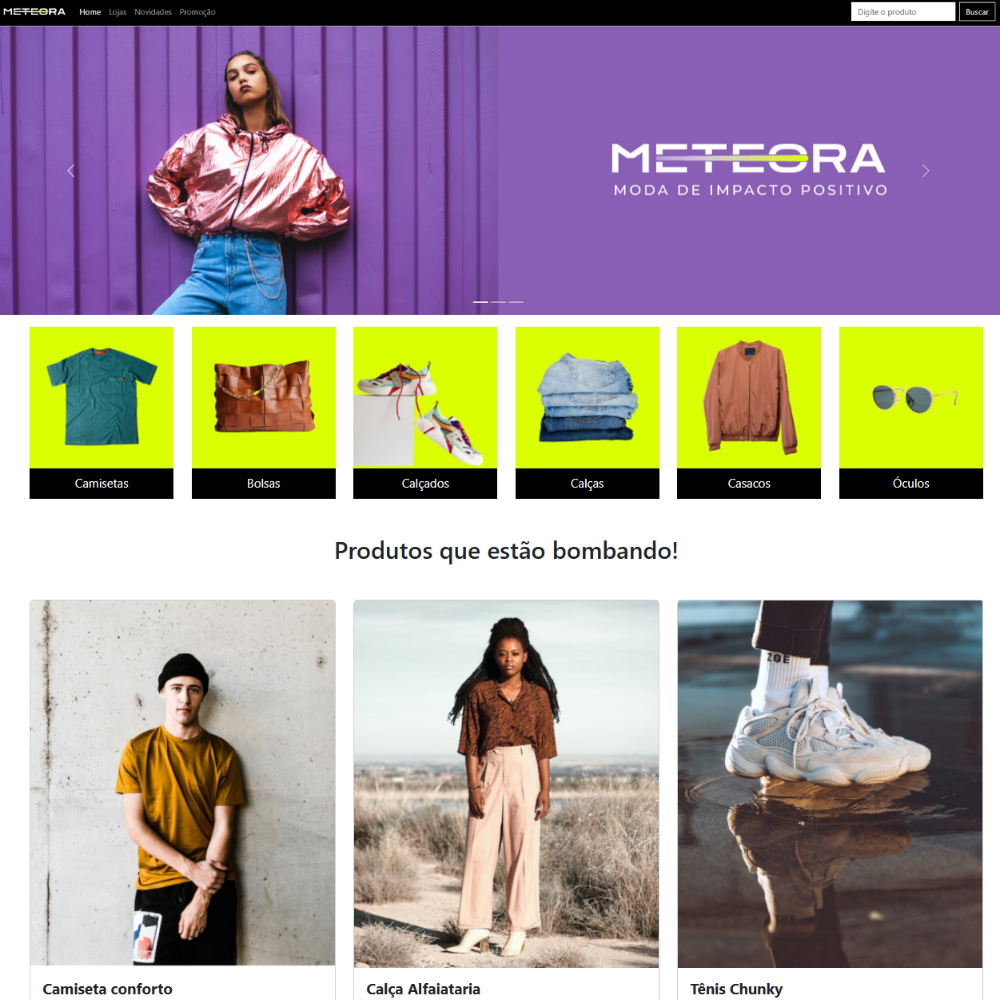 METEORA Home Lojas Novidades Promoção Digite o produto Buscar
METEORA
MODA DE IMPACTO POSITIVO
Camisetas Bolsas Calçados Calças Casacos Óculos
Produtos que estão bombando!
ZOE
Camiseta conforto Calça Alfaiataria Tênis Chunky